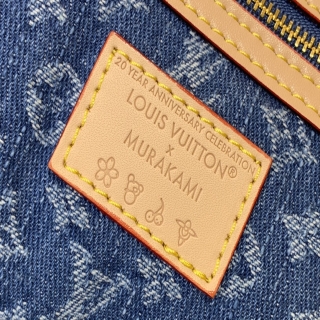 20 YEAR ANNIVERSARY CELEBRATION
LOUIS VUITTON®
×
MURAKAMI